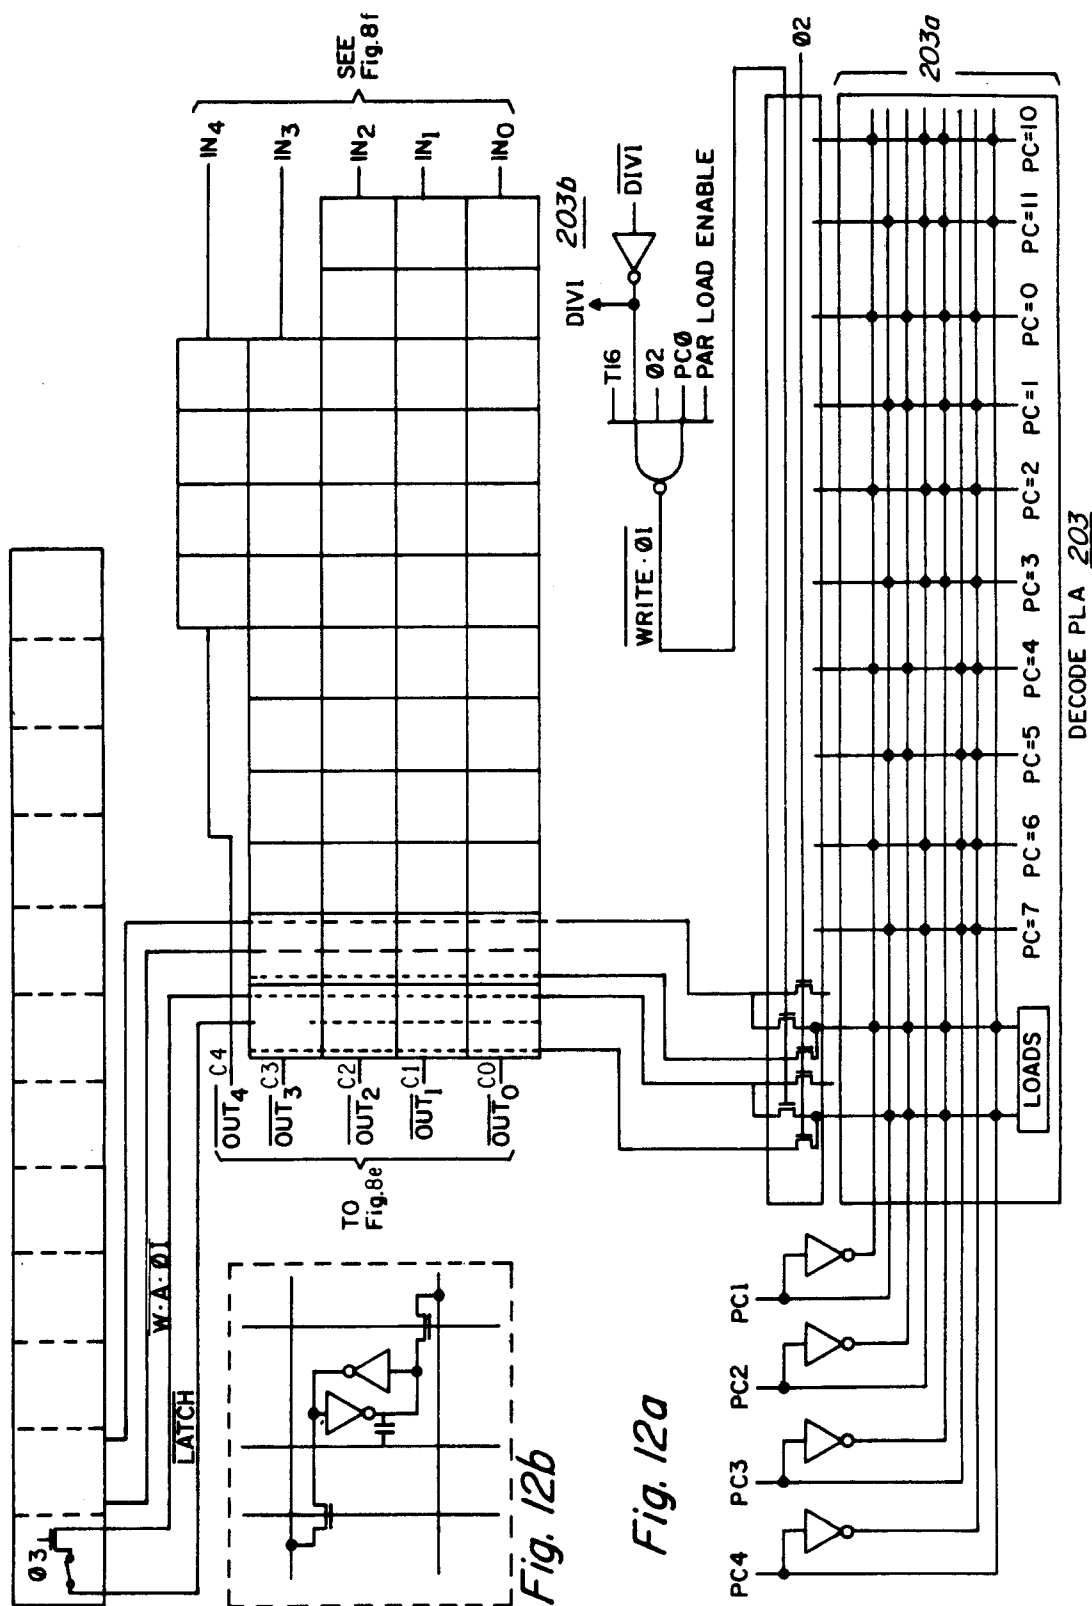 SEE
Fig.8f
IN4
IN3
IN2
IN1
IN0
203b
DIV1
DIV1
T16
Ø2
PCØ
PAR LOAD ENABLE
WRITE·Ø1
Ø2
203a
PC=10
PC=11
PC=0
PC=1
PC=2
PC=3
PC=4
PC=5
PC=6
PC=7
LOADS
DECODE PLA 203
OUT4 C4
OUT3 C3
OUT2 C2
OUT1 C1
OUT0 C0
TO
Fig.8e
W·A·Ø1
LATCH
Ø3
Fig. 12b
Fig. 12a
PC1
PC2
PC3
PC4